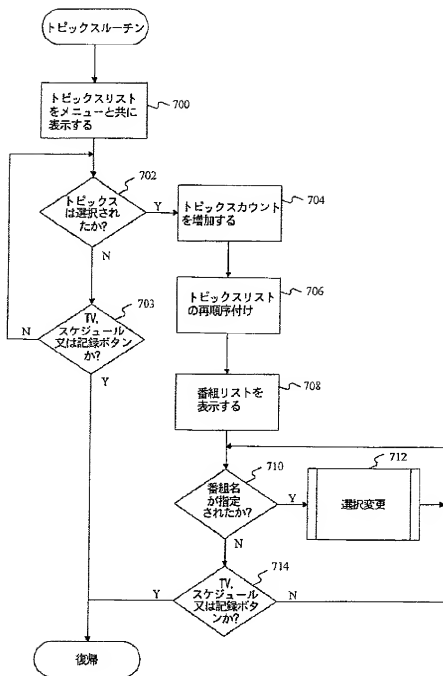 トピックスルーチン
トピックスリスト
をメニューと共に
表示する
700
トピックス
は選択され
たか?
702
Y
N
トピックスカウント
を増加する
704
TV,
スケジュール
又は記録ボタン
か?
703
N
Y
トピックスリスト
の再順序付け
706
番組リストを
表示する
708
番組名
が指定
されたか?
710
Y
N
選択変更
712
TV,
スケジュール
又は記録ボタ
ンか?
714
Y
N
復帰